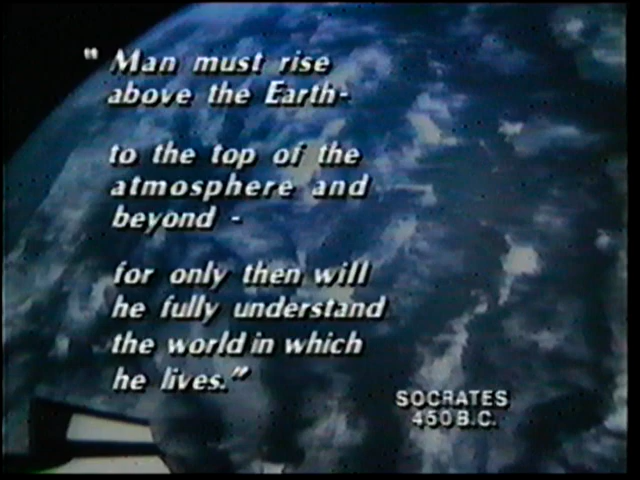 " Man must rise
above the Earth-
to the top of the
atmosphere and
beyond -
for only then will
he fully understand
the world in which
he lives."
SOCRATES
450 B.C.